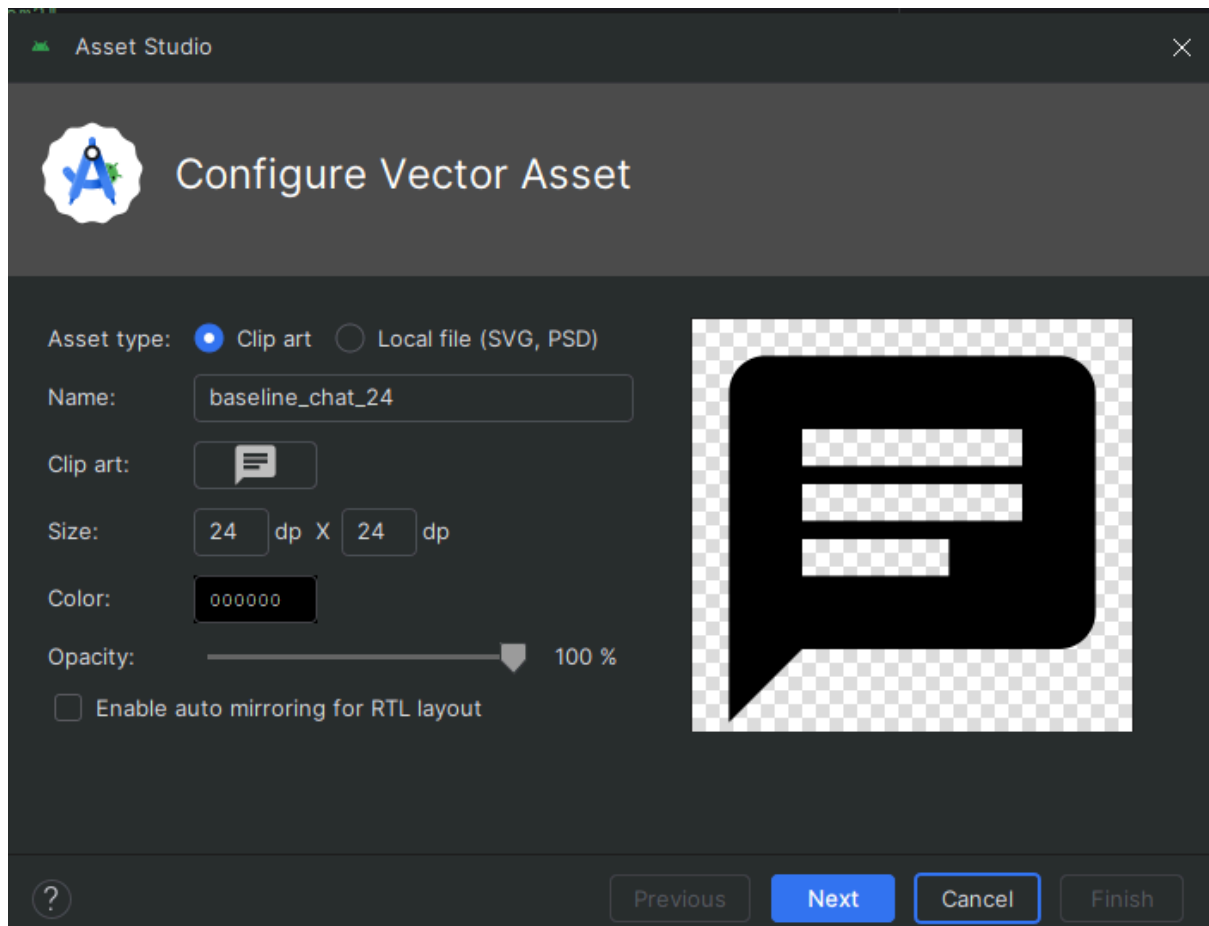 Asset Studio
Configure Vector Asset
Asset type: Clip art Local file (SVG, PSD)
Name: baseline_chat_24
Clip art:
Size: 24 dp X 24 dp
Color: 000000
Opacity: 100 %
Enable auto mirroring for RTL layout
? Previous Next Cancel Finish